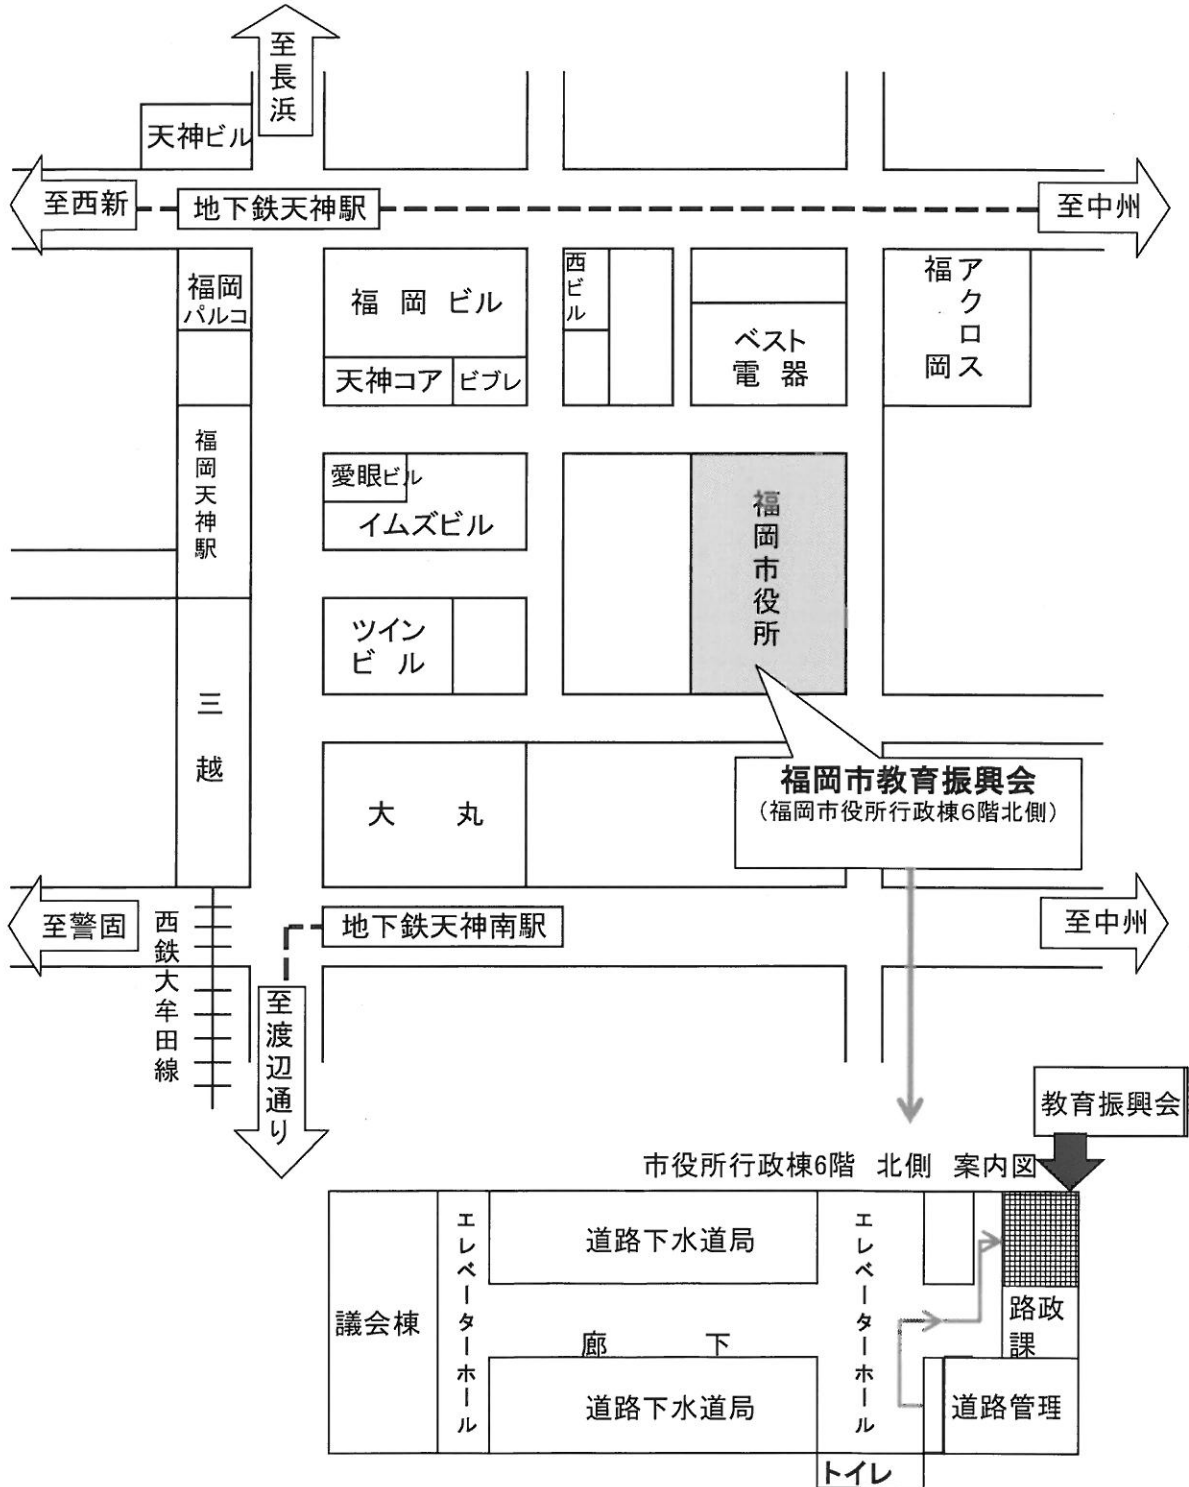 至長浜
天神ビル
至西新
地下鉄天神駅
至中州
福岡
パルコ
福岡ビル
西ビル
ベスト
電器
アクロス
福岡
天神コア
ビブレ
福岡天神駅
愛眼ビル
イムズビル
福岡市役所
ツイン
ビル
三越
大丸
福岡市教育振興会
(福岡市役所行政棟6階北側)
至警固
西鉄大牟田線
地下鉄天神南駅
至中州
至渡辺通り
教育振興会
市役所行政棟6階 北側 案内図
議会棟
エレベーターホール
道路下水道局
エレベーターホール
路政
課
廊下
道路下水道局
道路管理
トイレ